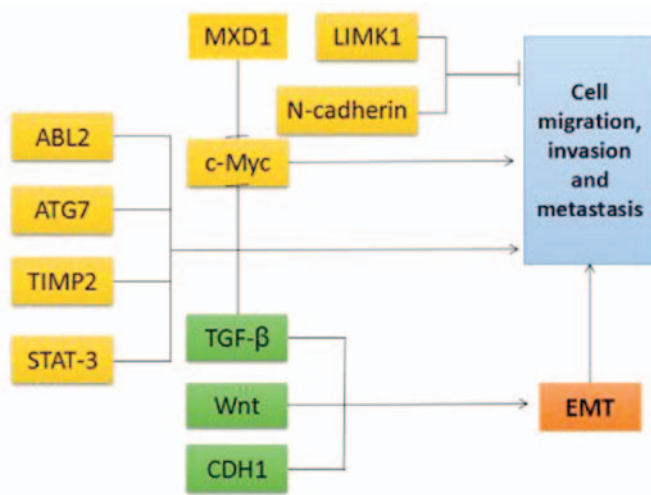 MXD1
LIMK1
N-cadherin
Cell
migration,
invasion
and
metastasis
ABL2
c-Myc
ATG7
TIMP2
STAT-3
TGF-β
Wnt
EMT
CDH1